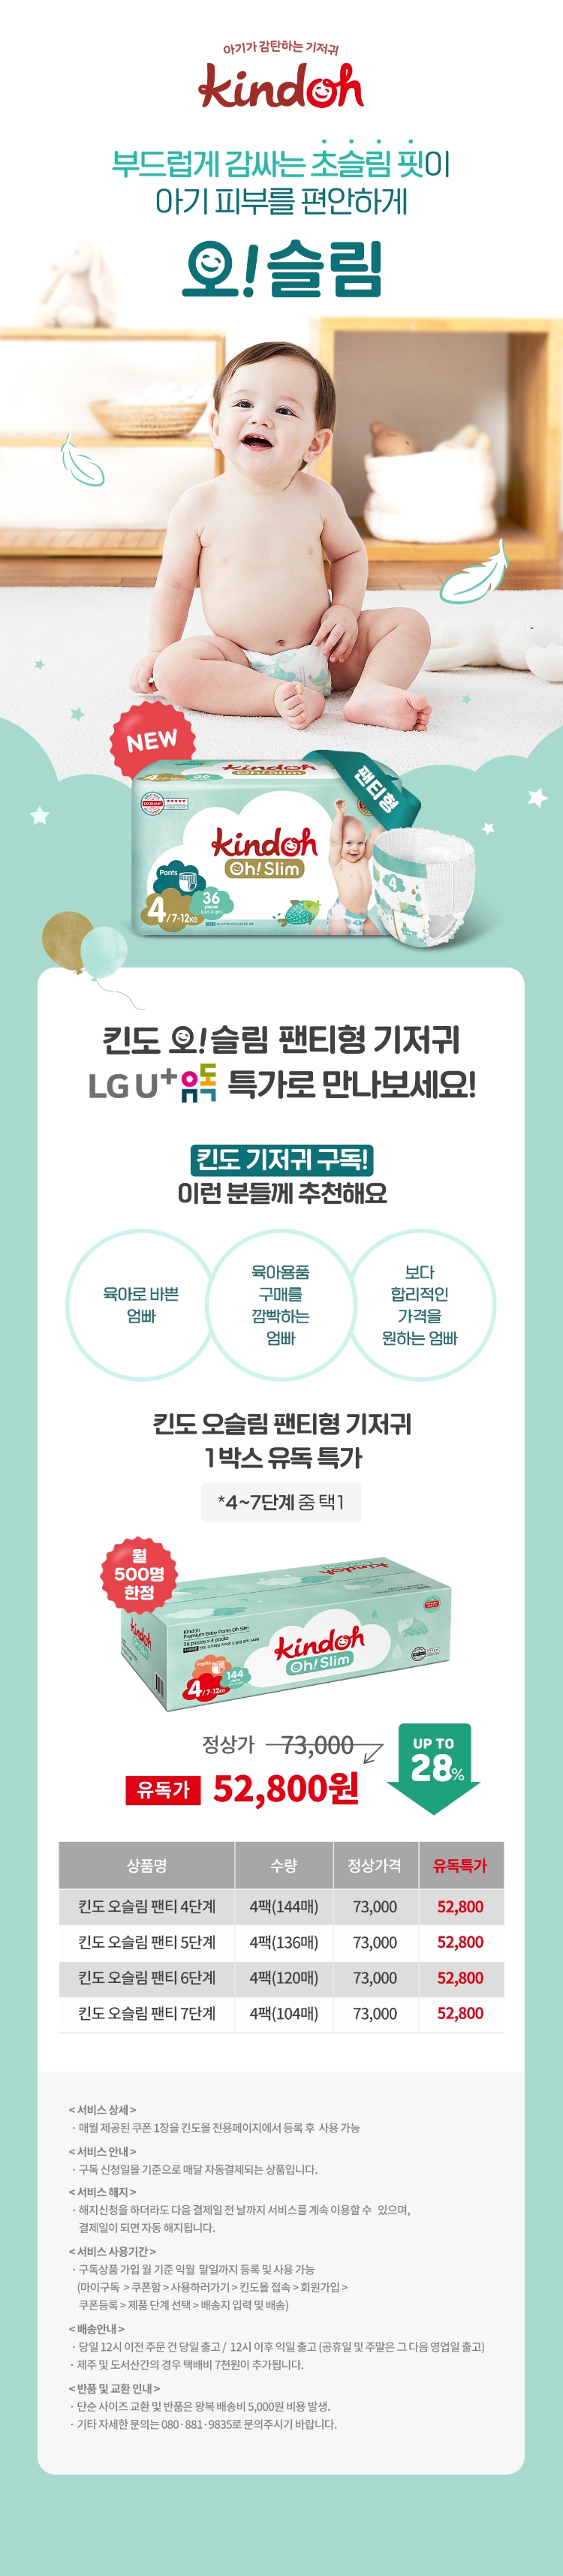 아기가 감탄하는 기저귀
kindoh
부드럽게 감싸는 초슬림 핏이
아기 피부를 편안하게
오!슬림
NEW
팬티형
kindoh
Oh! Slim
kindoh
Oh! Slim
Pants
4/7-12KG
36
pieces
4
킨도 오!슬림 팬티형 기저귀
LG U+ 유독 특가로 만나보세요!
킨도 기저귀 구독!
이런 분들께 추천해요
육아로 바쁜
엄빠
육아용품
구매를
깜빡하는
엄빠
보다
합리적인
가격을
원하는 엄빠
킨도 오슬림 팬티형 기저귀
1박스 유독 특가
*4~7단계 중 택1
월
500명
한정
kindoh
kindoh
Kindoh
Premium Baby Pants Oh Slim
36 pieces x 4 packs
kindoh
Oh! Slim
Pants
144
4/7-12KG
정상가 73,000
유독가 52,800원
UP TO
28%
상품명 수량 정상가격 유독특가
킨도 오슬림 팬티 4단계 4팩(144매) 73,000 52,800
킨도 오슬림 팬티 5단계 4팩(136매) 73,000 52,800
킨도 오슬림 팬티 6단계 4팩(120매) 73,000 52,800
킨도 오슬림 팬티 7단계 4팩(104매) 73,000 52,800
< 서비스 상세 >
· 매월 제공된 쿠폰 1장을 킨도몰 전용페이지에서 등록 후 사용 가능
< 서비스 안내 >
· 구독 신청일을 기준으로 매달 자동결제되는 상품입니다.
< 서비스 해지 >
· 해지신청을 하더라도 다음 결제일 전 날까지 서비스를 계속 이용할 수 있으며,
결제일이 되면 자동 해지됩니다.
< 서비스 사용기간 >
· 구독상품 가입 월 기준 익월 말일까지 등록 및 사용 가능
(마이구독 > 쿠폰함 > 사용하러가기 > 킨도몰 접속 > 회원가입 >
쿠폰등록 > 제품 단계 선택 > 배송지 입력 및 배송)
< 배송안내 >
· 당일 12시 이전 주문 건 당일 출고 / 12시 이후 익일 출고 (공휴일 및 주말은 그 다음 영업일 출고)
· 제주 및 도서산간의 경우 택배비 7천원이 추가됩니다.
< 반품 및 교환 안내 >
· 단순 사이즈 교환 및 반품은 왕복 배송비 5,000원 비용 발생.
· 기타 자세한 문의는 080·881·9835로 문의주시기 바랍니다.